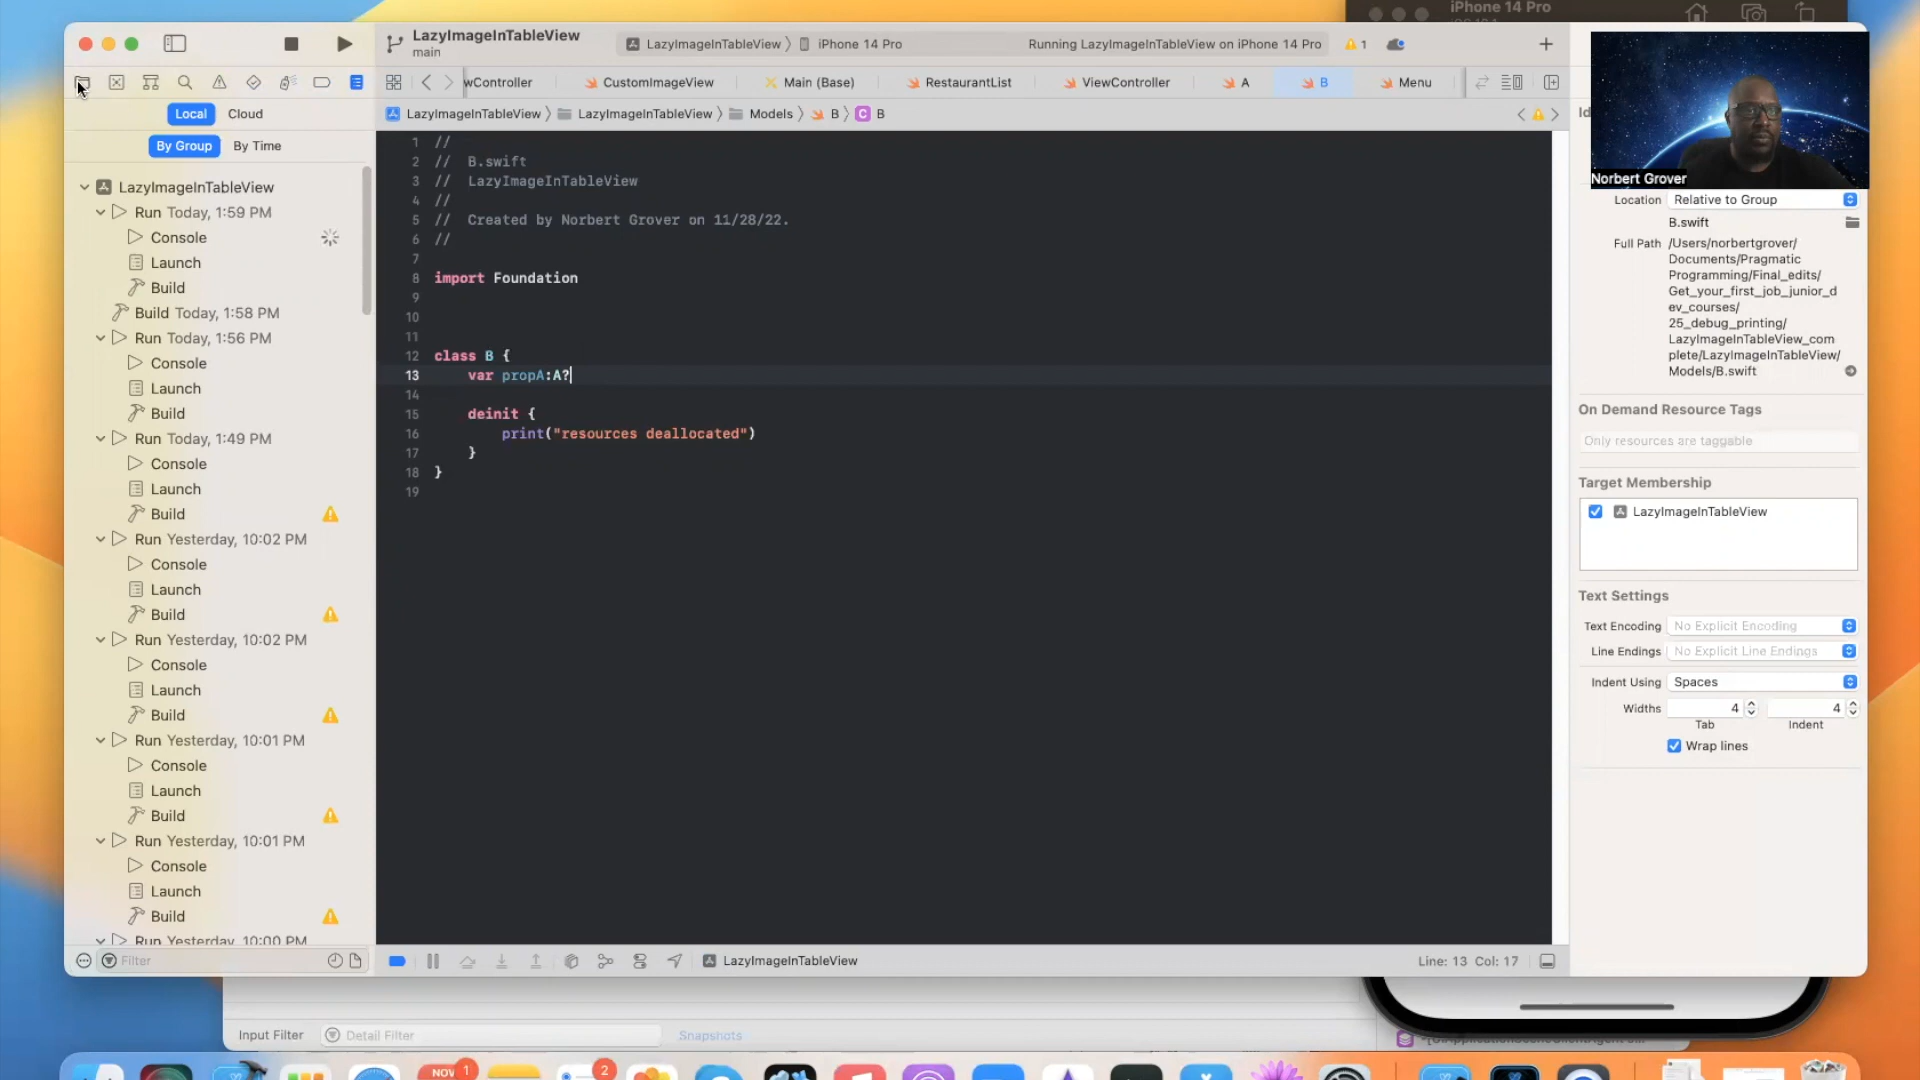 iPhone 14 Pro
LazyImageInTableView
main
LazyImageInTableView
iPhone 14 Pro
Running LazyImageInTableView on iPhone 14 Pro
1
wController
CustomImageView
Main (Base)
RestaurantList
ViewController
A
B
Menu
Local
Cloud
By Group
By Time
LazyImageInTableView
LazyImageInTableView
Models
B
C
B
LazyImageInTableView
Run Today, 1:59 PM
Console
Launch
Build
Build Today, 1:58 PM
Run Today, 1:56 PM
Console
Launch
Build
Run Today, 1:49 PM
Console
Launch
Build
Run Yesterday, 10:02 PM
Console
Launch
Build
Run Yesterday, 10:02 PM
Console
Launch
Build
Run Yesterday, 10:01 PM
Console
Launch
Build
Run Yesterday, 10:01 PM
Console
Launch
Build
Run Yesterday, 10:00 PM
Filter
1 //
2 // B.swift
3 // LazyImageInTableView
4 //
5 // Created by Norbert Grover on 11/28/22.
6 //
7
8 import Foundation
9
10
11
12 class B {
13 var propA:A?
14
15 deinit {
16 print("resources deallocated")
17 }
18 }
19
LazyImageInTableView
Line: 13 Col: 17
Norbert Grover
Location
Relative to Group
B.swift
Full Path
/Users/norbertgrover/
Documents/Pragmatic
Programming/Final_edits/
Get_your_first_job_junior_d
ev_courses/
25_debug_printing/
LazyImageInTableView_com
plete/LazyImageInTableView/
Models/B.swift
On Demand Resource Tags
Only resources are taggable
Target Membership
LazyImageInTableView
Text Settings
Text Encoding
No Explicit Encoding
Line Endings
No Explicit Line Endings
Indent Using
Spaces
Widths
4
4
Tab
Indent
Wrap lines
Input Filter
Detail Filter
Snapshots
NOV
1
2